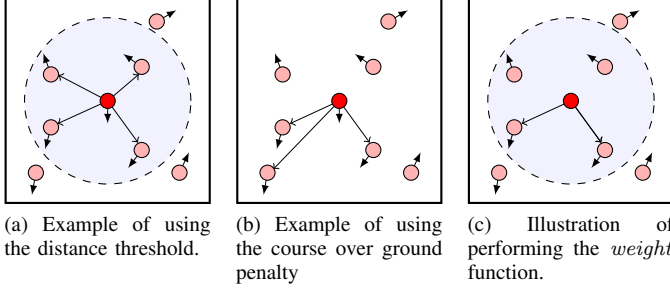 (a) Example of using
the distance threshold.
(b) Example of using
the course over ground
penalty
(c) Illustration of
performing the weight
function.